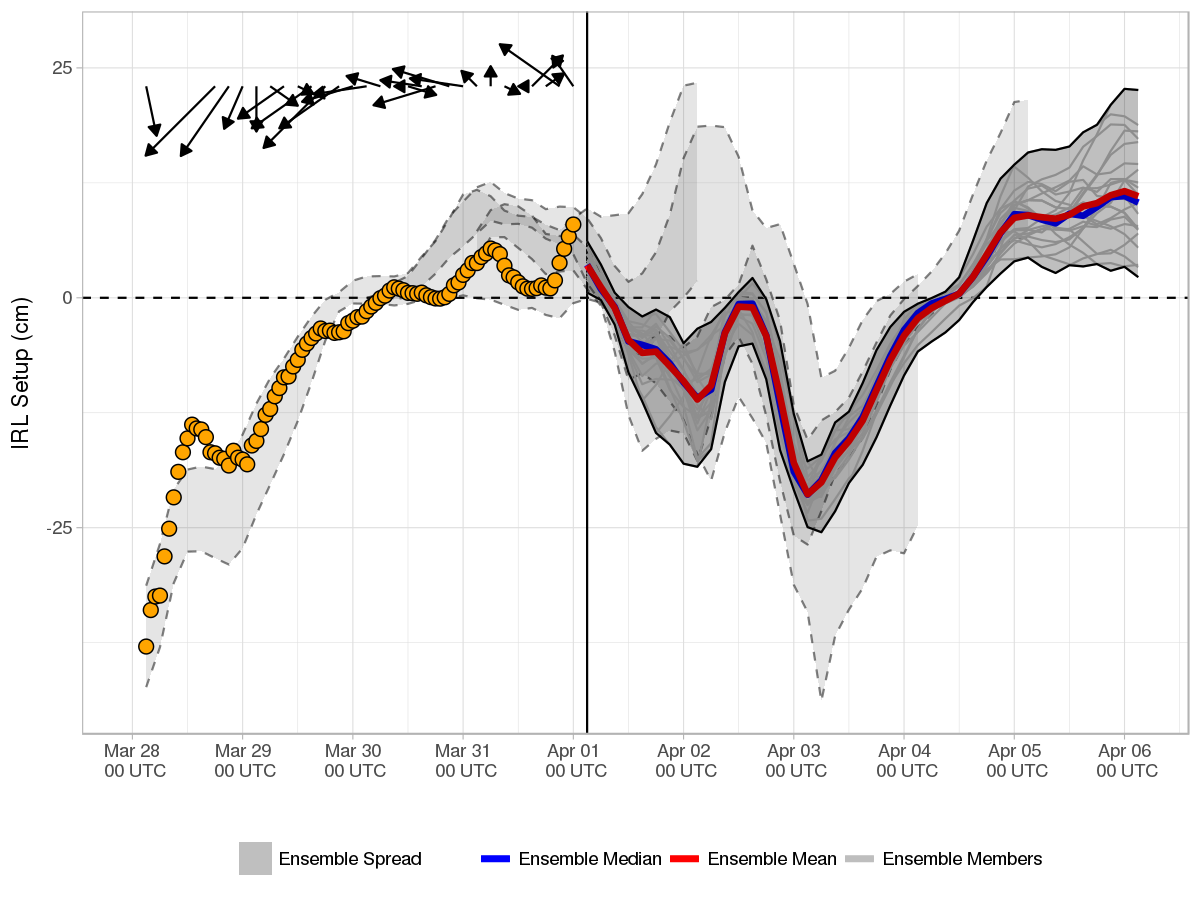 IRL Setup (cm)
25
0
-25
Mar 28 Mar 29 Mar 30 Mar 31 Apr 01 Apr 02 Apr 03 Apr 04 Apr 05 Apr 06
00 UTC 00 UTC 00 UTC 00 UTC 00 UTC 00 UTC 00 UTC 00 UTC 00 UTC 00 UTC
Ensemble Spread Ensemble Median Ensemble Mean Ensemble Members